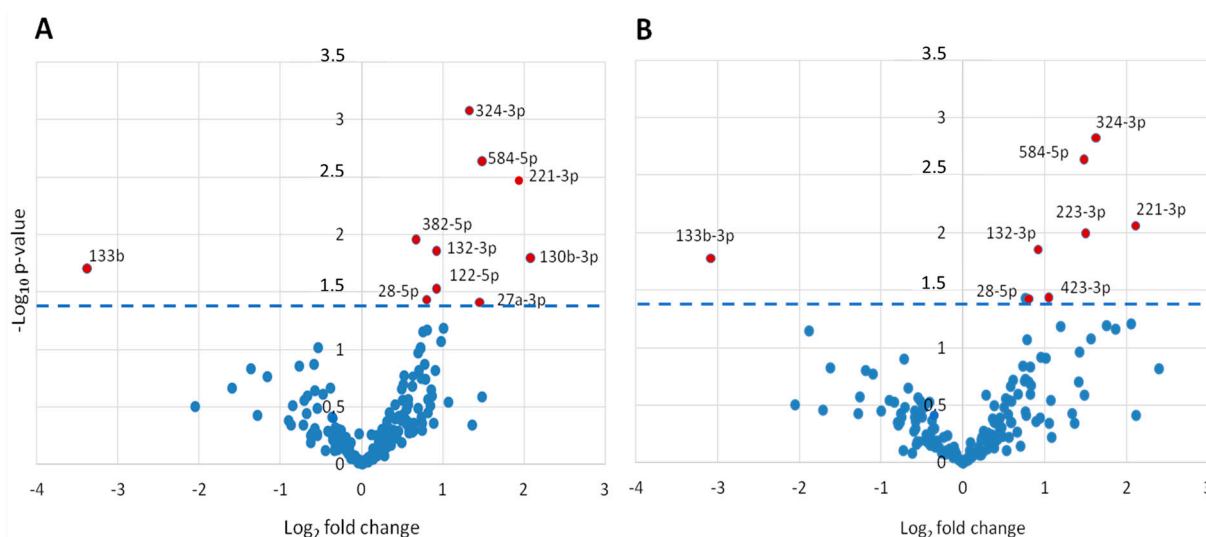 A
3.5
324-3p
3
584-5p
2.5
221-3p
382-5p
2
132-3p
130b-3p
133b
122-5p
1.5
28-5p
27a-3p
1
0.5
0
-4 -3 -2 -1 0 1 2 3
-Log10 p-value
Log2 fold change
B
3.5
3
324-3p
584-5p
2.5
223-3p
221-3p
2
132-3p
133b-3p
1.5
28-5p
423-3p
1
0.5
0
-4 -3 -2 -1 0 1 2 3
Log2 fold change